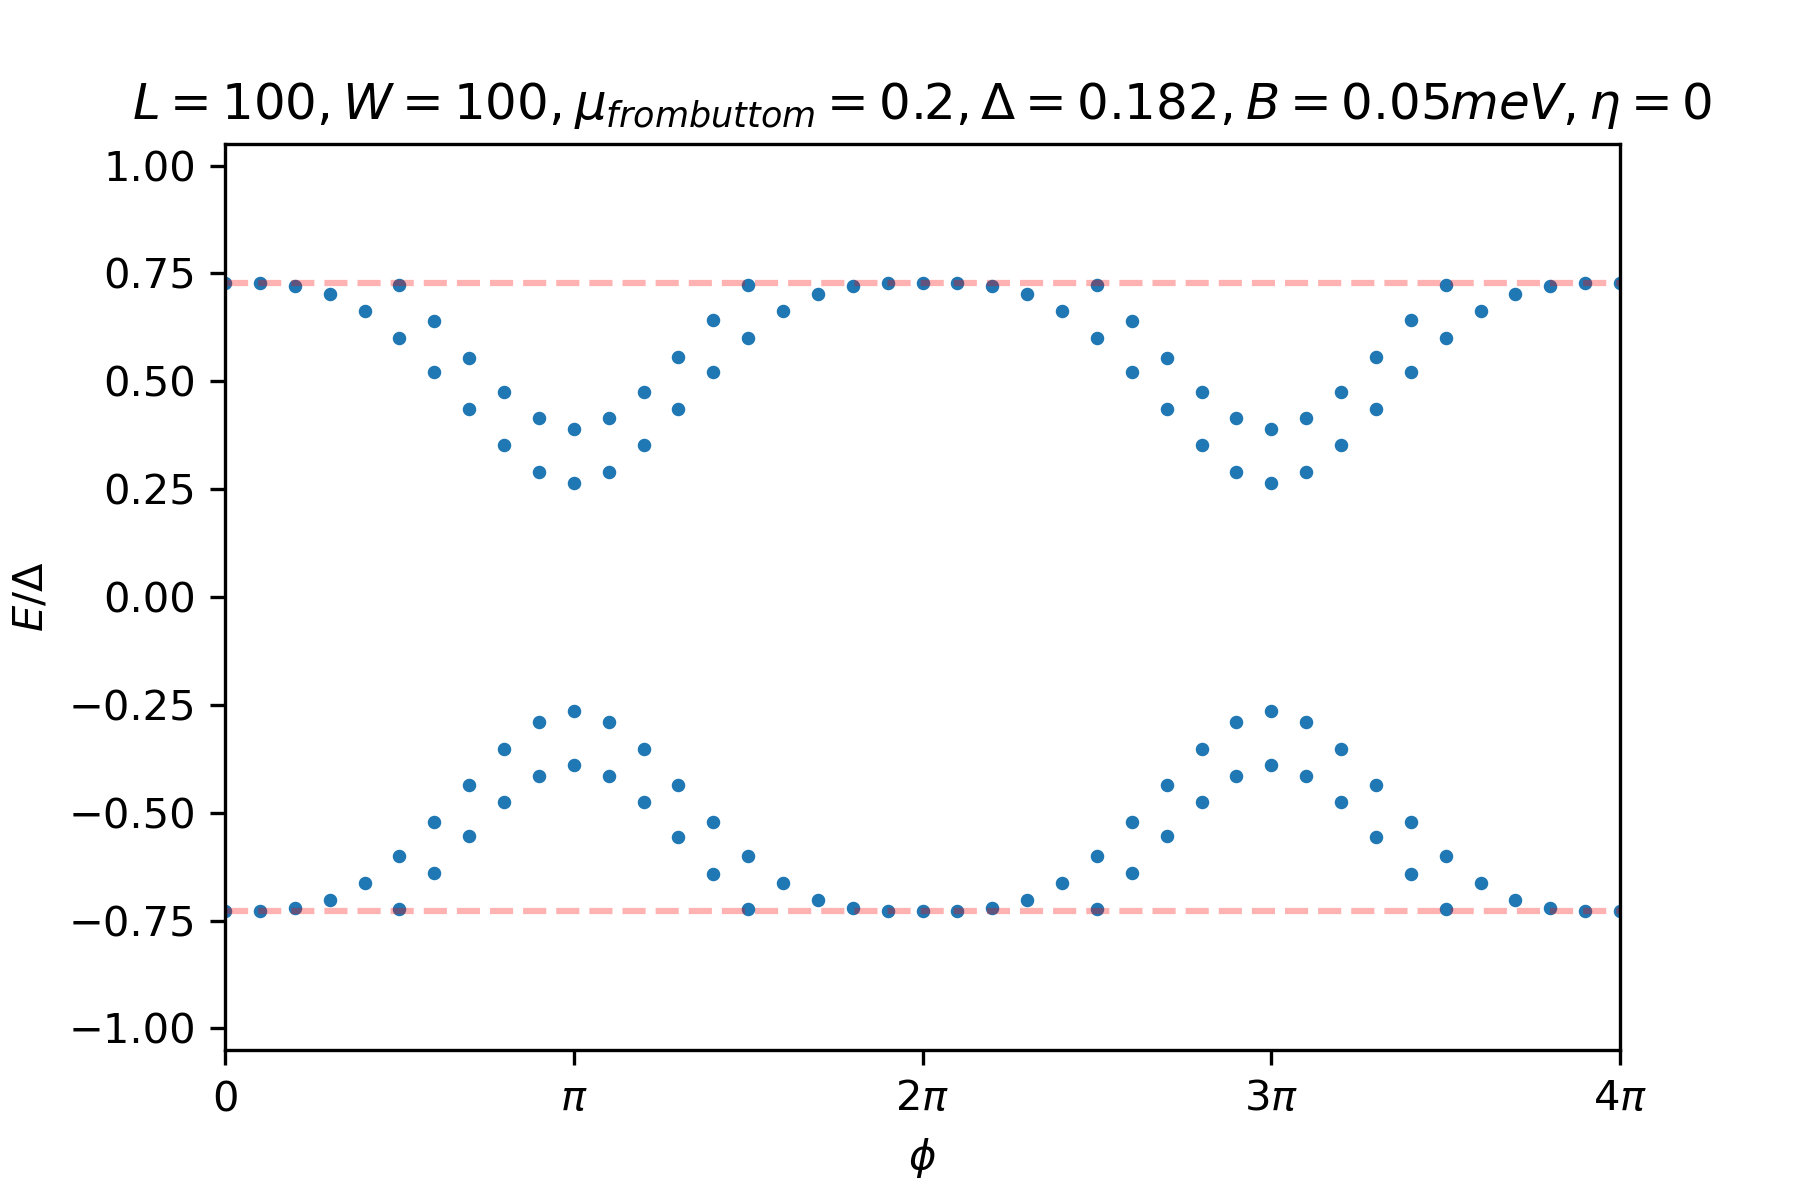 L = 100, W = 100, μ_frombuttom = 0.2, Δ = 0.182, B = 0.05meV, η = 0
1.00
0.75
0.50
0.25
0.00
−0.25
−0.50
−0.75
−1.00
E/Δ
0 π 2π 3π 4π
ϕ